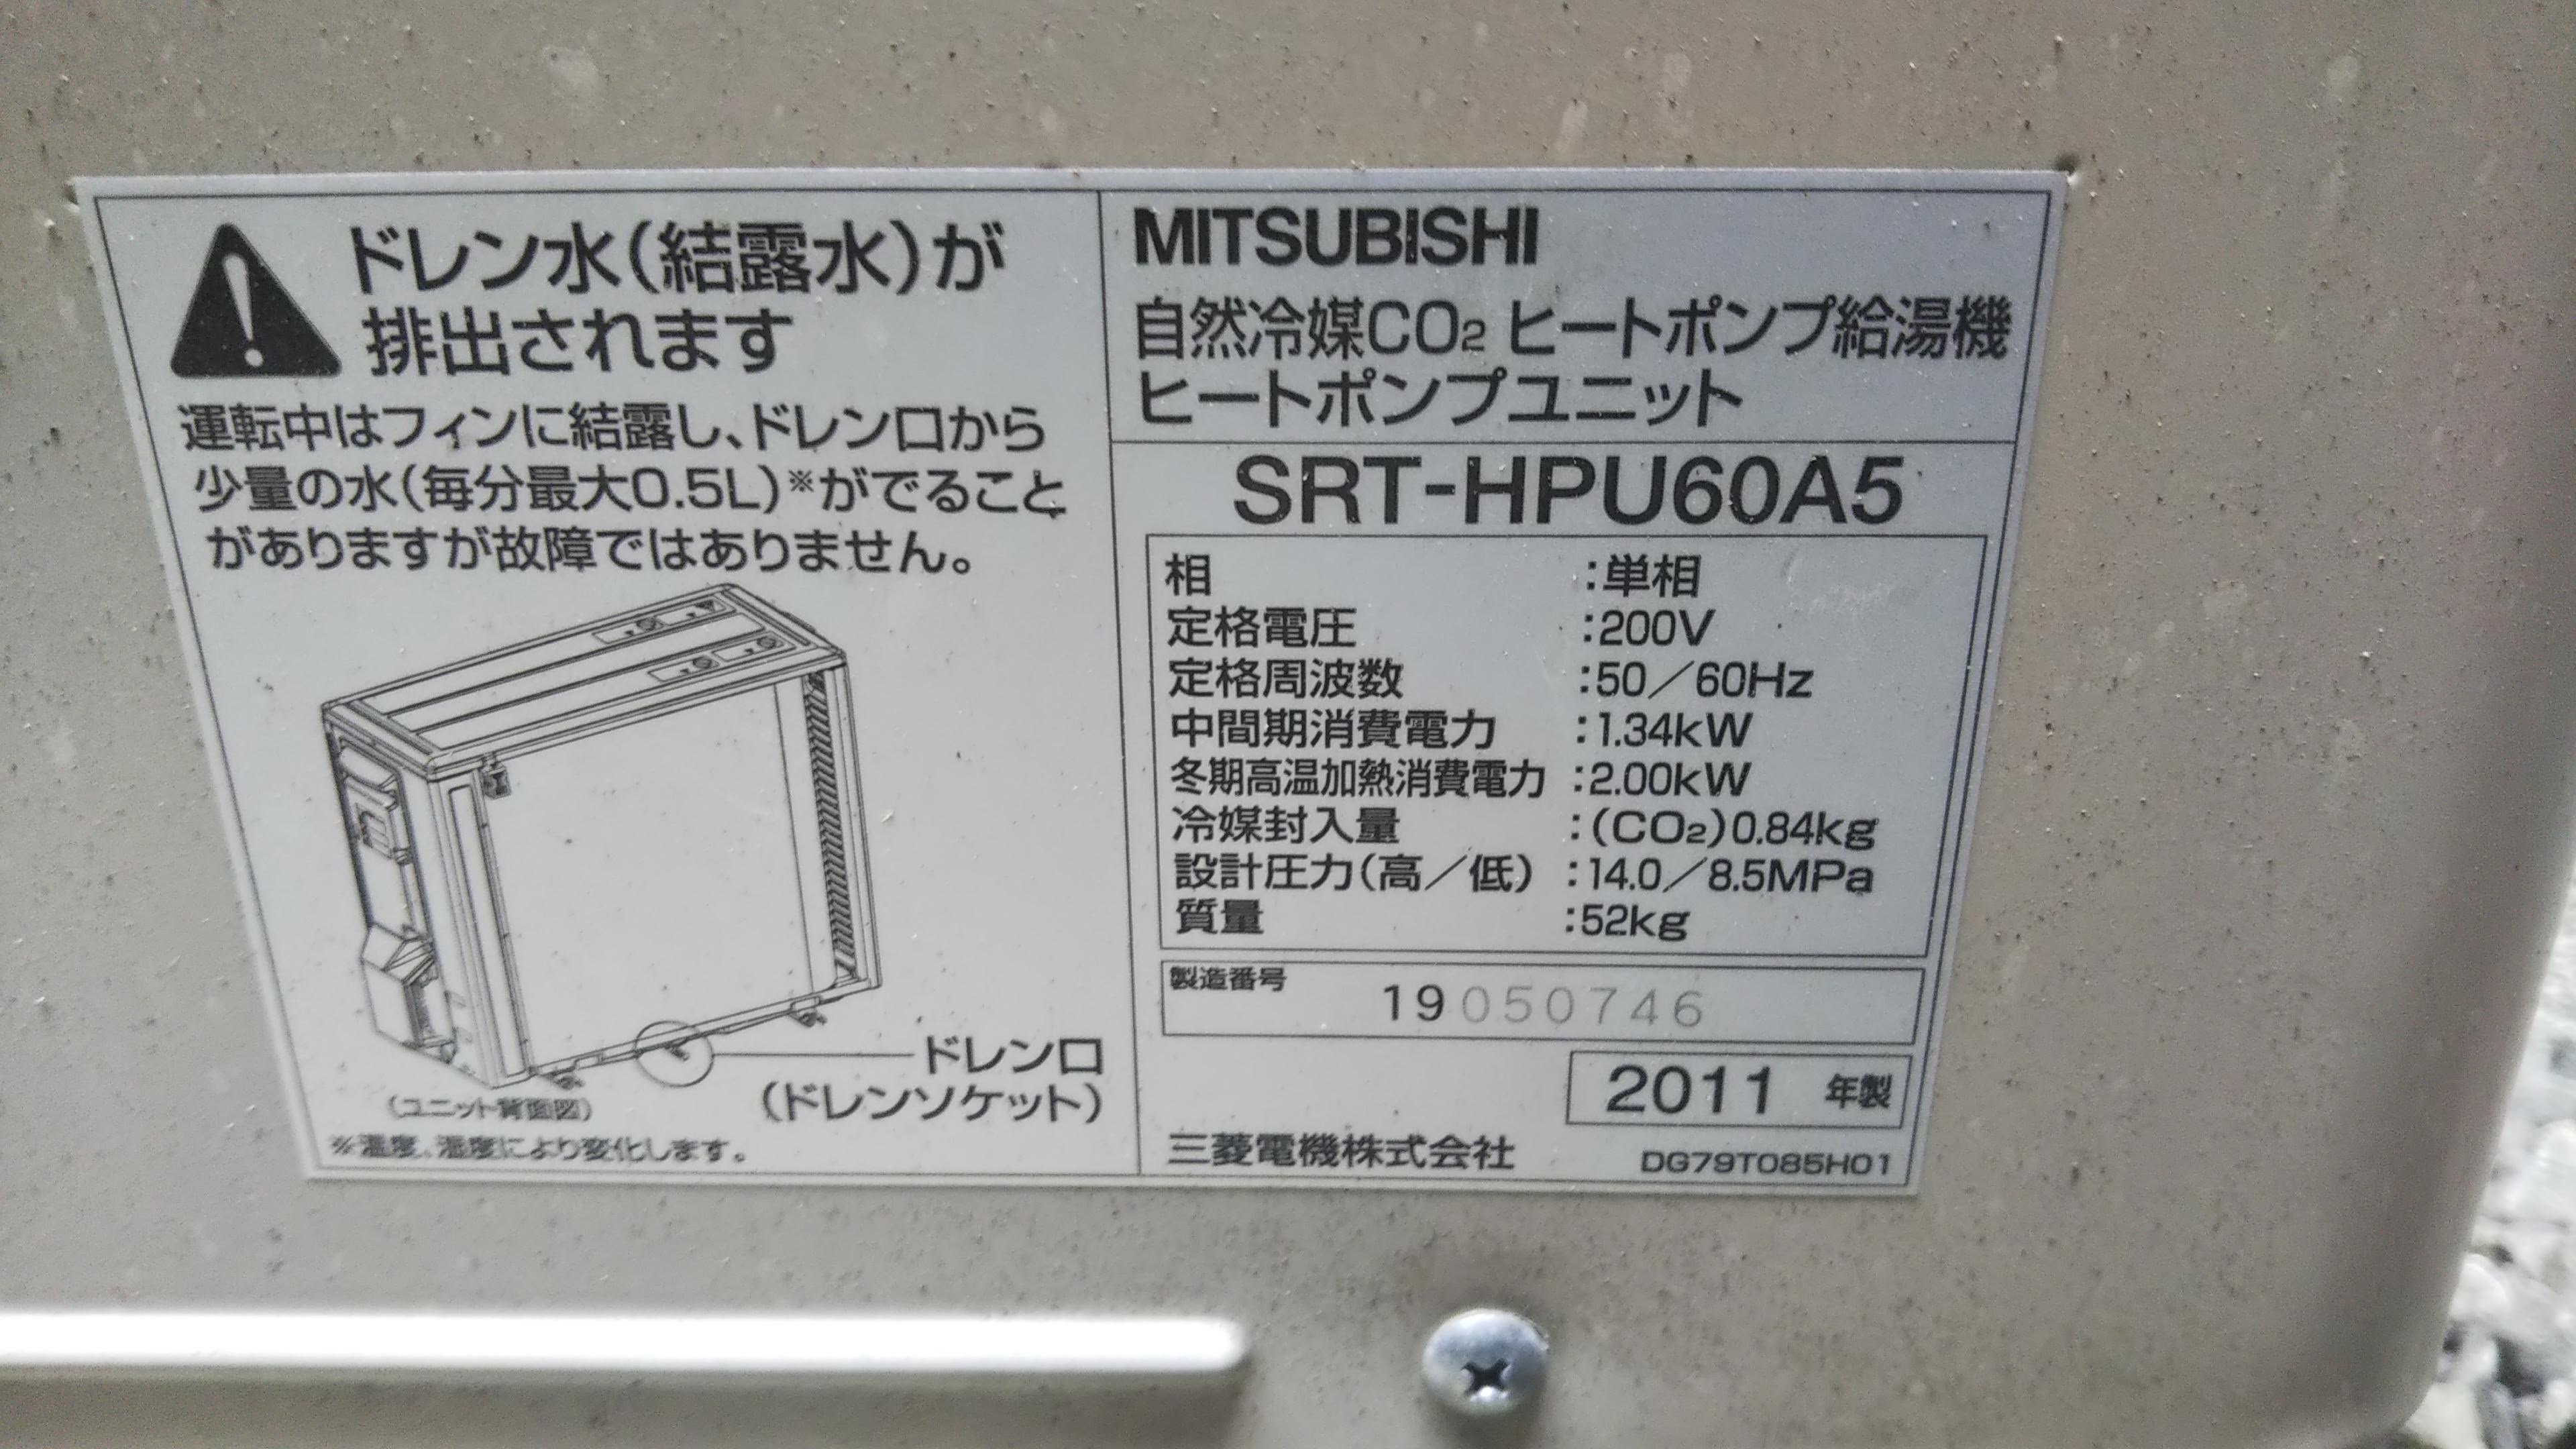 ドレン水(結露水)が
排出されます
運転中はフィンに結露し、ドレン口から
少量の水(毎分最大0.5L)※がでること
がありますが故障ではありません。
ドレン口
(ドレンソケット)
(ユニット背面図)
※温度、湿度により変化します。
MITSUBISHI
自然冷媒CO₂ ヒートポンプ給湯機
ヒートポンプユニット
SRT-HPU60A5
相 :単相
定格電圧 :200V
定格周波数 :50/60Hz
中間期消費電力 :1.34kW
冬期高温加熱消費電力 :2.00kW
冷媒封入量 :(CO₂)0.84kg
設計圧力(高/低) :14.0/8.5MPa
質量 :52kg
製造番号 19050746
2011 年製
三菱電機株式会社 DG79T085H01